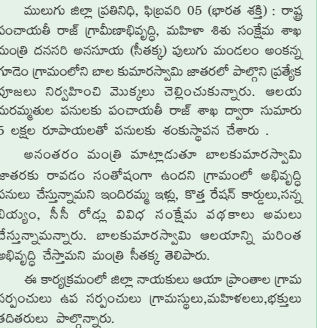 ములుగు జిల్లా ప్రతినిధి, ఫిబ్రవరి 05 (భారత శక్తి) : రాష్ట్ర
పంచాయతీ రాజ్ గ్రామీణాభివృద్ధి, మహిళా శిశు సంక్షేమ శాఖ
మంత్రి దనసరి అనసూయ (సీతక్క) ములుగు మండలం అంకన్న
గూడెం గ్రామంలోని బాల కుమారస్వామి జాతరలో పాల్గొని ప్రత్యేక
పూజలు నిర్వహించి మొక్కలు చెల్లించుకున్నారు. ఆలయ
మరమ్మతుల పనులకు పంచాయతీ రాజ్ శాఖ ద్వారా సుమారు
5 లక్షల రూపాయలతో పనులకు శంకుస్థాపన చేశారు .
అనంతరం మంత్రి మాట్లాడుతూ బాలకుమారస్వామి
జాతరకు రావడం సంతోషంగా ఉందని గ్రామంలో అభివృద్ధి
పనులు చేస్తున్నామని ఇందిరమ్మ ఇళ్లు, కొత్త రేషన్ కార్డులు,సన్న
బియ్యం, సీసీ రోడ్లు వివిధ సంక్షేమ పథకాలు అమలు
చేస్తున్నామన్నారు. బాలకుమారస్వామి ఆలయాన్ని మరింత
అభివృద్ధి చేస్తామని మంత్రి సీతక్క తెలిపారు.
ఈ కార్యక్రమంలో జిల్లా నాయకులు ఆయా ప్రాంతాల గ్రామ
సర్పంచులు ఉప సర్పంచులు గ్రామస్థులు,మహిళలు,భక్తులు
తదితరులు పాల్గొన్నారు.